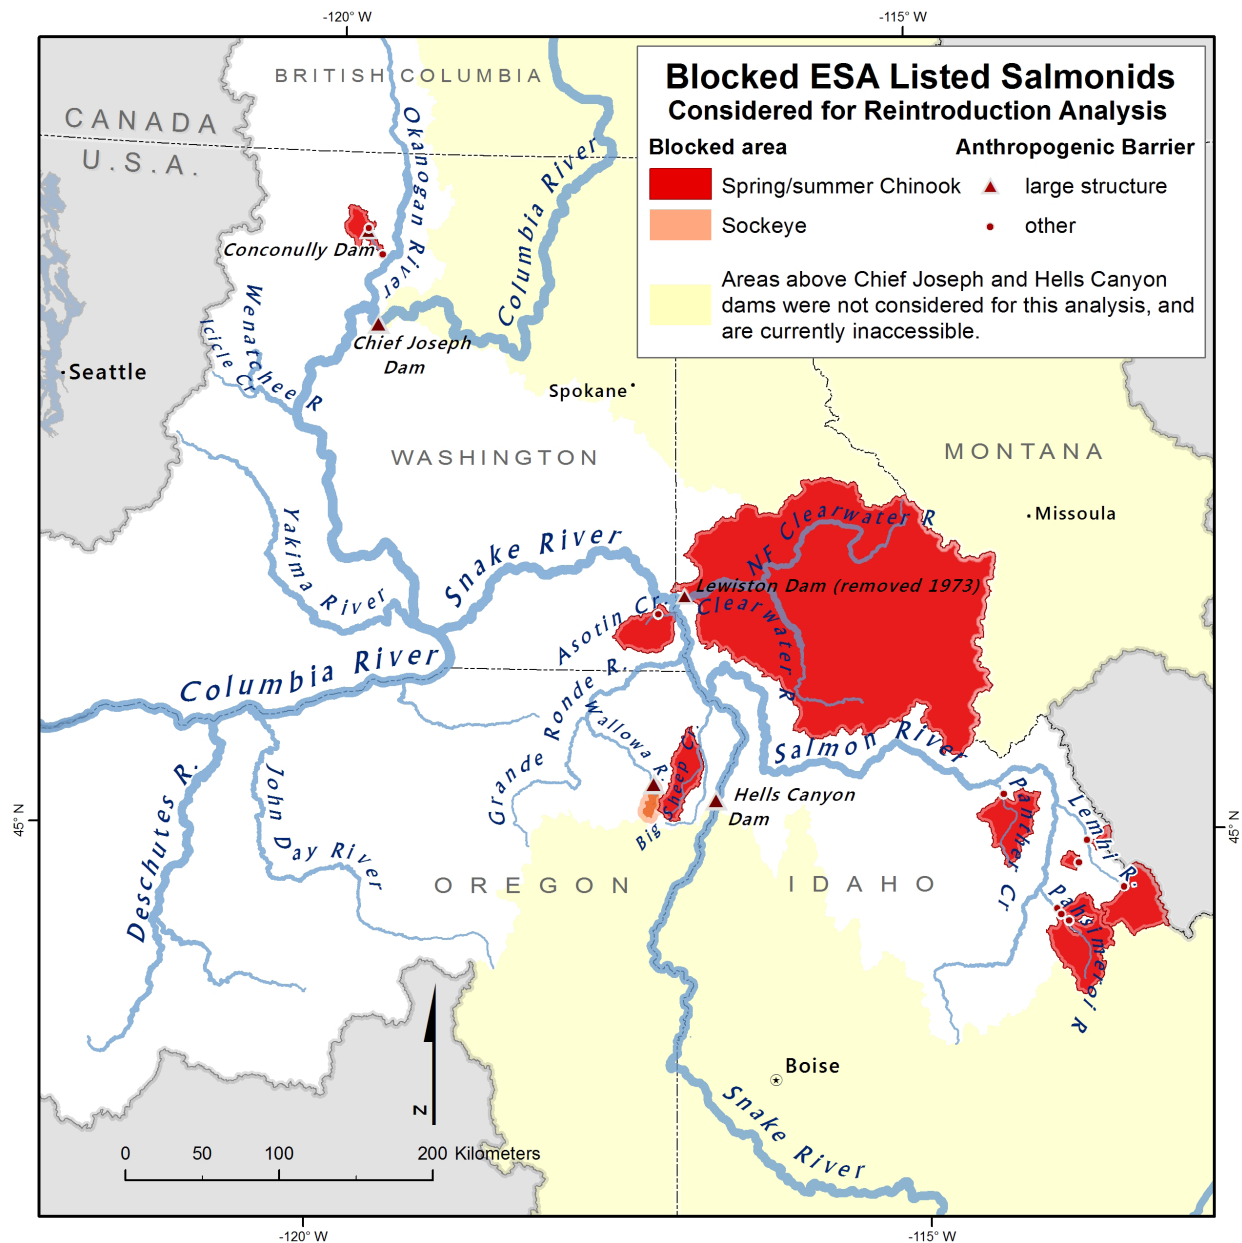 -120° W
-115° W
BRITISH COLUMBIA
CANADA
U.S.A.
Blocked ESA Listed Salmonids
Considered for Reintroduction Analysis
Blocked area
Anthropogenic Barrier
Spring/summer Chinook
large structure
Sockeye
other
Areas above Chief Joseph and Hells Canyon
dams were not considered for this analysis, and
are currently inaccessible.
Okanogan River
Columbia River
Conconully Dam
Wenatchee R
Icicle Cr
Chief Joseph
Dam
Seattle
Spokane
WASHINGTON
MONTANA
Missoula
NF Clearwater R
Yakima River
Snake River
Lewiston Dam (removed 1973)
Clearwater R
Asotin Cr.
Columbia River
Grande Ronde R.
Wallowa R.
Big Sheep Cr.
Salmon River
Hells Canyon
Dam
Panther Cr
Lemhi R.
Pahsimeroi R
45° N
45° N
Deschutes R.
John Day River
OREGON
IDAHO
Boise
Snake River
N
0
50
100
200 Kilometers
-120° W
-115° W